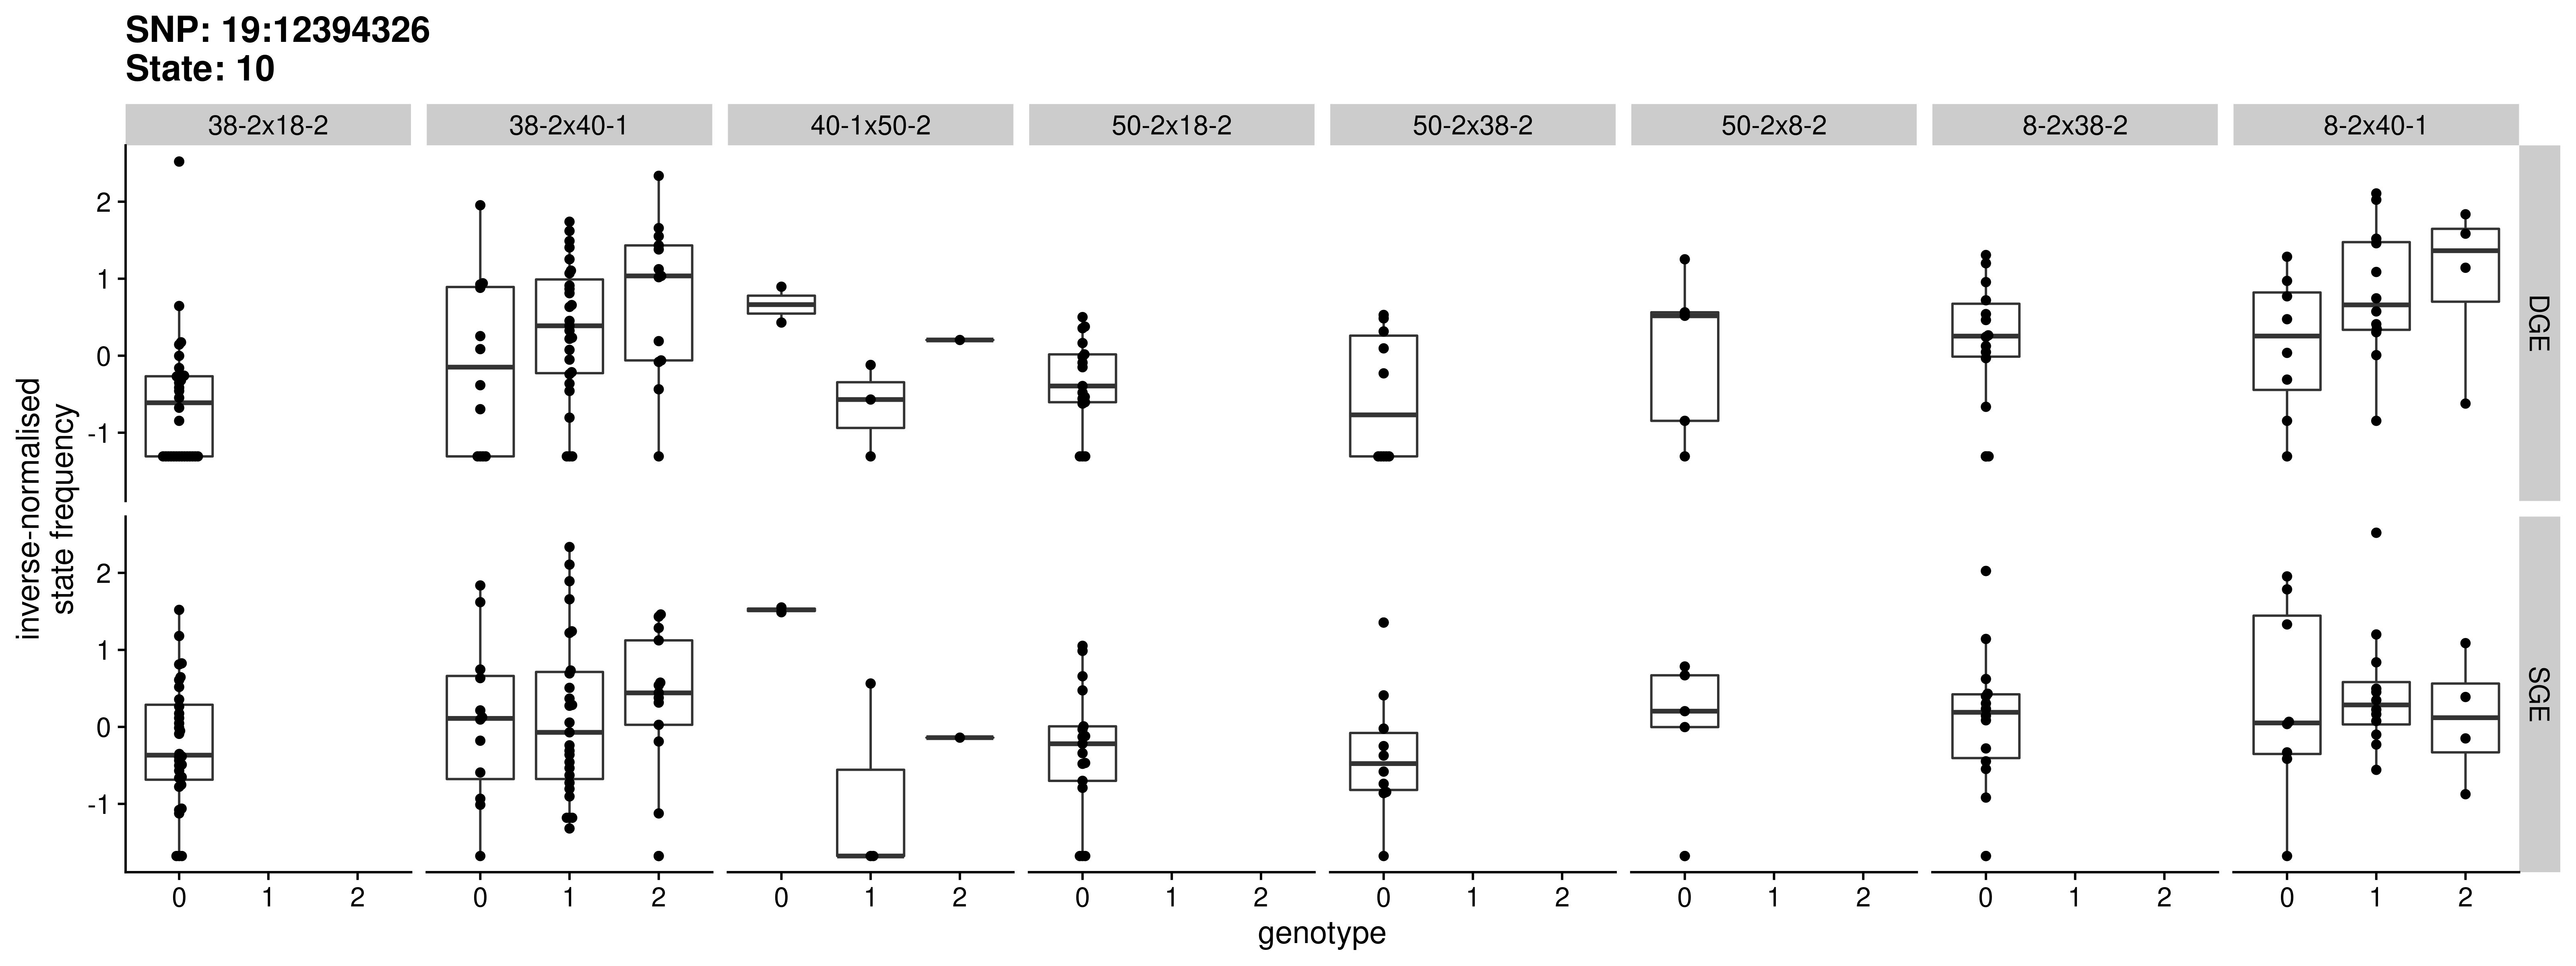 SNP: 19:12394326
State: 10
38-2x18-2 38-2x40-1 40-1x50-2 50-2x18-2 50-2x38-2 50-2x8-2 8-2x38-2 8-2x40-1
2
1
0
-1
DGE
inverse-normalised
state frequency
2
1
0
-1
SGE
0 1 2 0 1 2 0 1 2 0 1 2 0 1 2 0 1 2 0 1 2 0 1 2
genotype